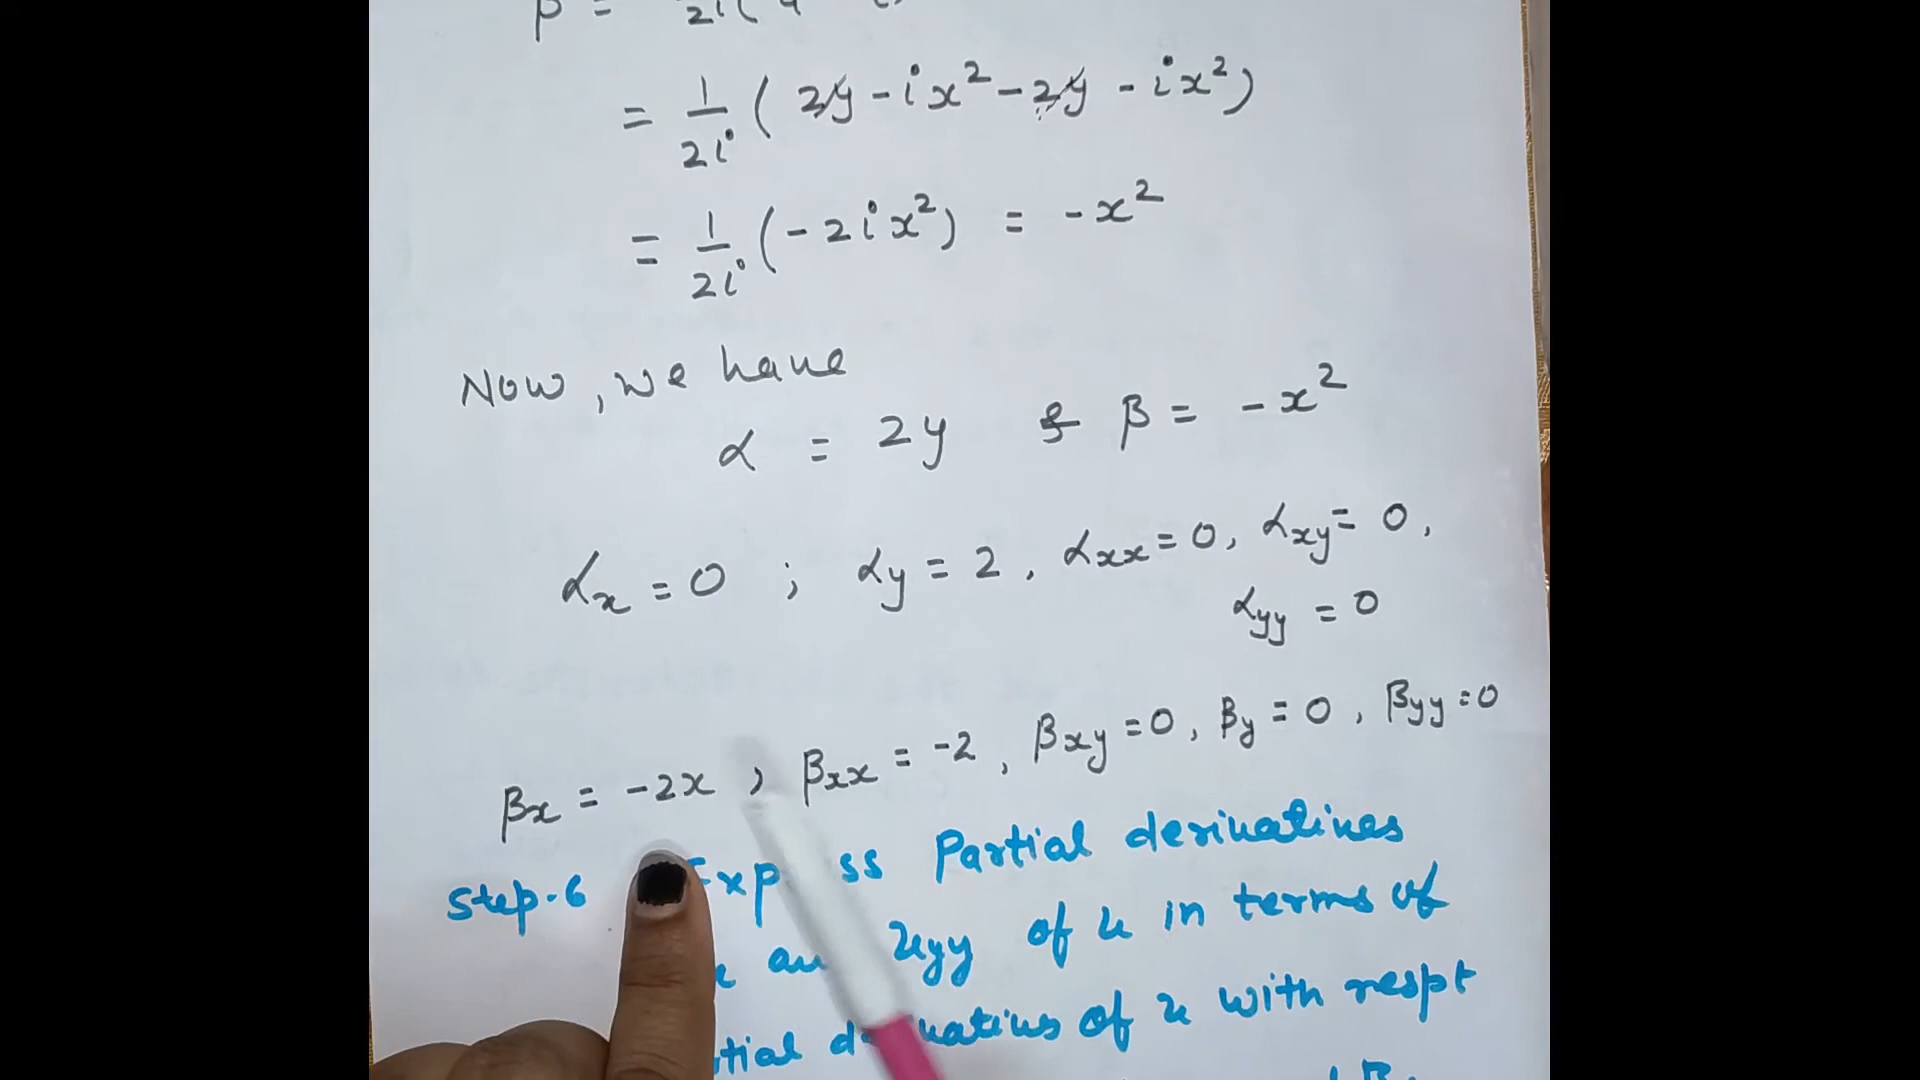 = 1/2i ( 2y - ix² - 2y - ix²)
= 1/2i (-2ix²) = -x²
Now, we have
α = 2y & β = -x²
αx = 0 ; αy = 2 , αxx = 0, αxy = 0,
αyy = 0
βx = -2x , βxx = -2 , βxy = 0 , βy = 0 , βyy = 0
Step-6 Partial derivatives
uyy of u in terms of
of u with respt